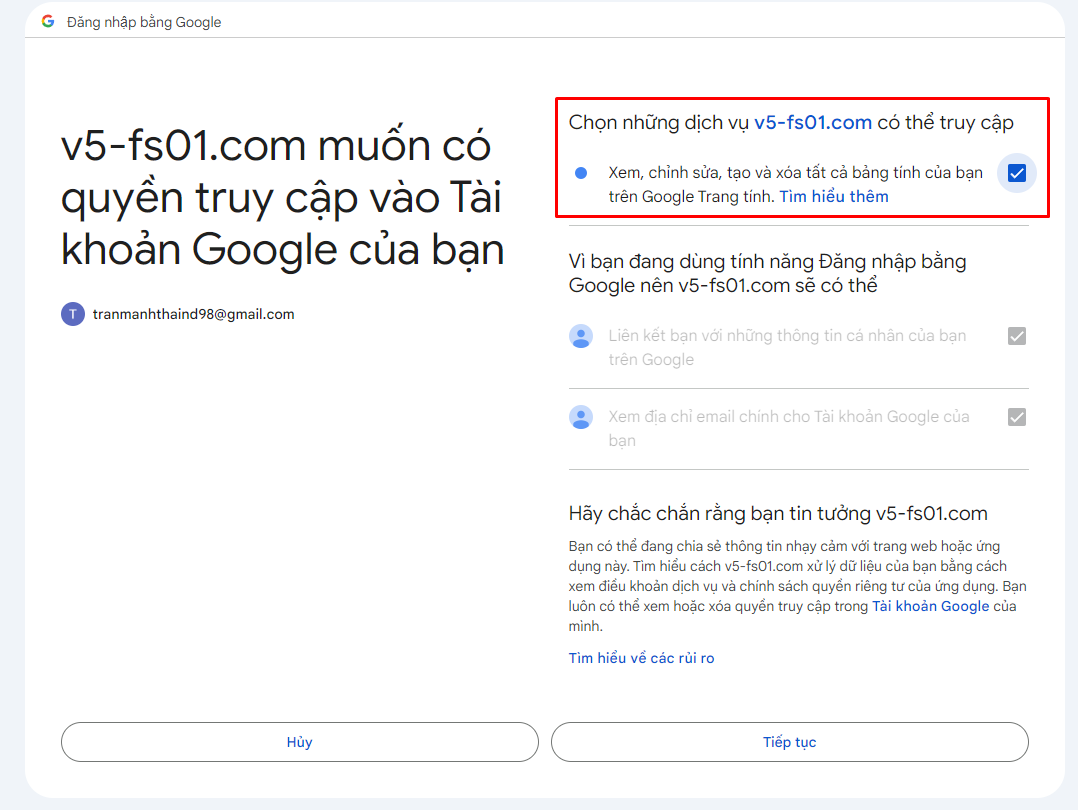 Đăng nhập bằng Google
v5-fs01.com muốn có
quyền truy cập vào Tài
khoản Google của bạn
T
tranmanhthaind98@gmail.com
Chọn những dịch vụ v5-fs01.com có thể truy cập
Xem, chỉnh sửa, tạo và xóa tất cả bảng tính của bạn
trên Google Trang tính. Tìm hiểu thêm
Vì bạn đang dùng tính năng Đăng nhập bằng
Google nên v5-fs01.com sẽ có thể
Liên kết bạn với những thông tin cá nhân của bạn
trên Google
Xem địa chỉ email chính cho Tài khoản Google của
bạn
Hãy chắc chắn rằng bạn tin tưởng v5-fs01.com
Bạn có thể đang chia sẻ thông tin nhạy cảm với trang web hoặc ứng
dụng này. Tìm hiểu cách v5-fs01.com xử lý dữ liệu của bạn bằng cách
xem điều khoản dịch vụ và chính sách quyền riêng tư của ứng dụng. Bạn
luôn có thể xem hoặc xóa quyền truy cập trong Tài khoản Google của
mình.
Tìm hiểu về các rủi ro
Hủy
Tiếp tục